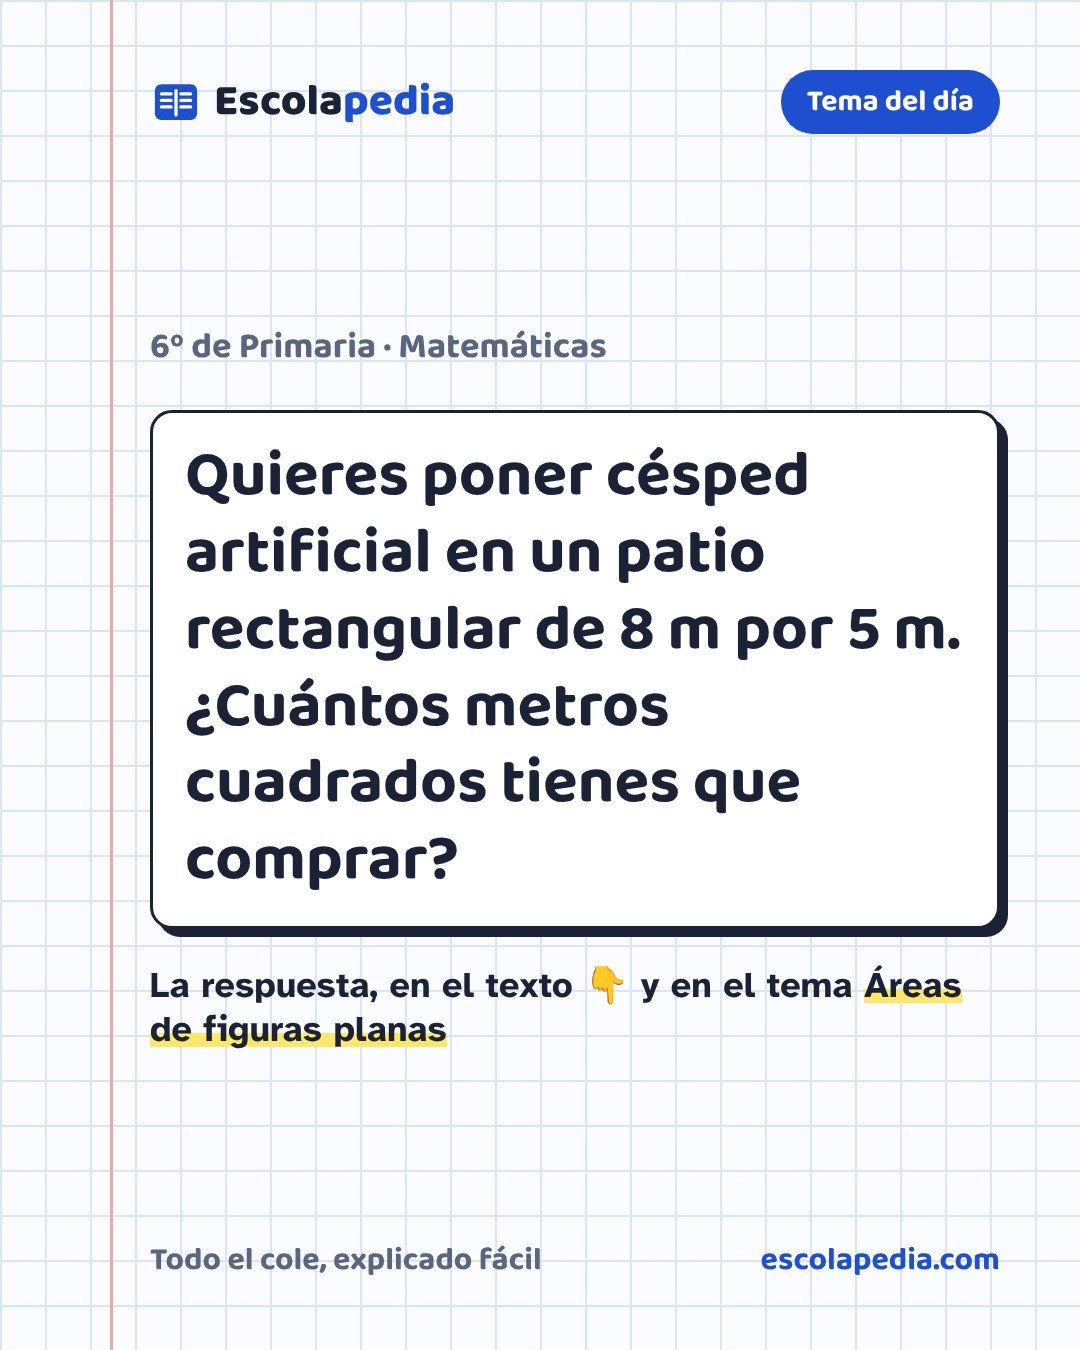 Escolapedia
Tema del día
6º de Primaria · Matemáticas
Quieres poner césped
artificial en un patio
rectangular de 8 m por 5 m.
¿Cuántos metros
cuadrados tienes que
comprar?
La respuesta, en el texto 👇 y en el tema Áreas
de figuras planas
Todo el cole, explicado fácil
escolapedia.com